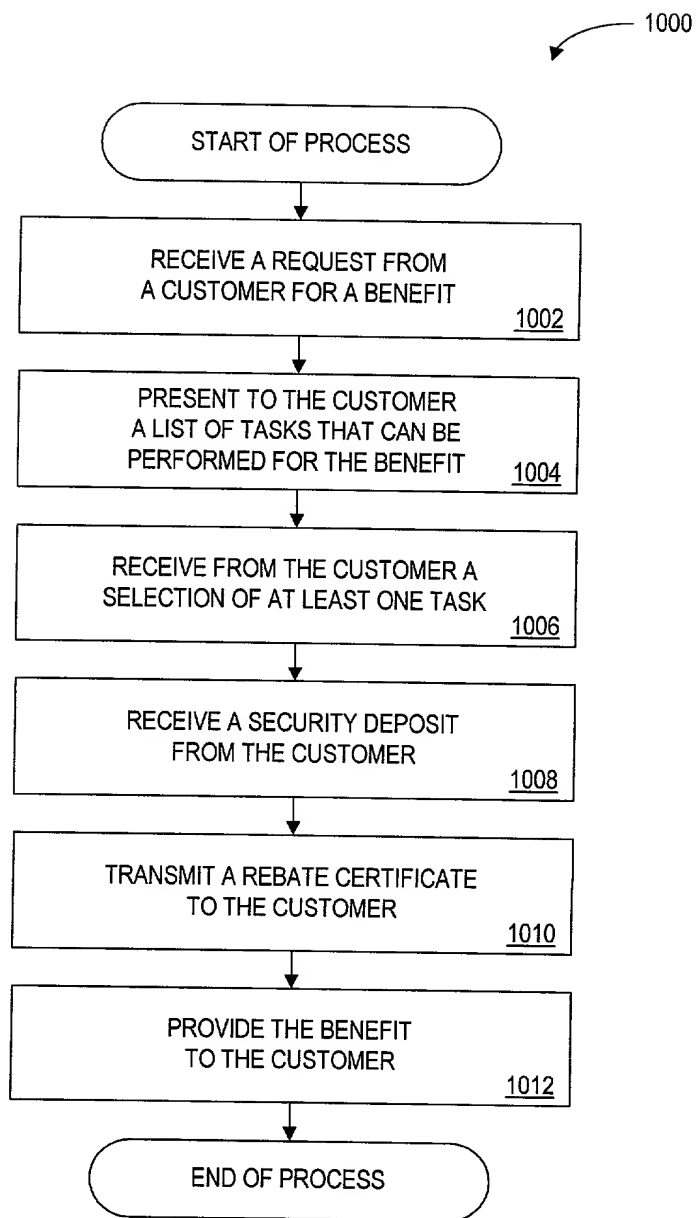 1000
START OF PROCESS
RECEIVE A REQUEST FROM
A CUSTOMER FOR A BENEFIT
1002
PRESENT TO THE CUSTOMER
A LIST OF TASKS THAT CAN BE
PERFORMED FOR THE BENEFIT
1004
RECEIVE FROM THE CUSTOMER A
SELECTION OF AT LEAST ONE TASK
1006
RECEIVE A SECURITY DEPOSIT
FROM THE CUSTOMER
1008
TRANSMIT A REBATE CERTIFICATE
TO THE CUSTOMER
1010
PROVIDE THE BENEFIT
TO THE CUSTOMER
1012
END OF PROCESS